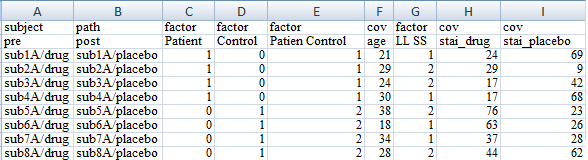 A B C D E F G H I
subject path factor factor factor cov factor cov cov
pre post Patient Control Patien Control age LL SS stai_drug stai_placebo
sub1A/drug sub1A/placebo 1 0 1 21 1 24 69
sub2A/drug sub2A/placebo 1 0 1 29 2 29 9
sub3A/drug sub3A/placebo 1 0 1 24 2 17 42
sub4A/drug sub4A/placebo 1 0 1 30 1 17 68
sub5A/drug sub5A/placebo 0 1 2 38 2 76 23
sub6A/drug sub6A/placebo 0 1 2 18 1 63 26
sub7A/drug sub7A/placebo 0 1 2 34 1 37 28
sub8A/drug sub8A/placebo 0 1 2 28 2 44 62